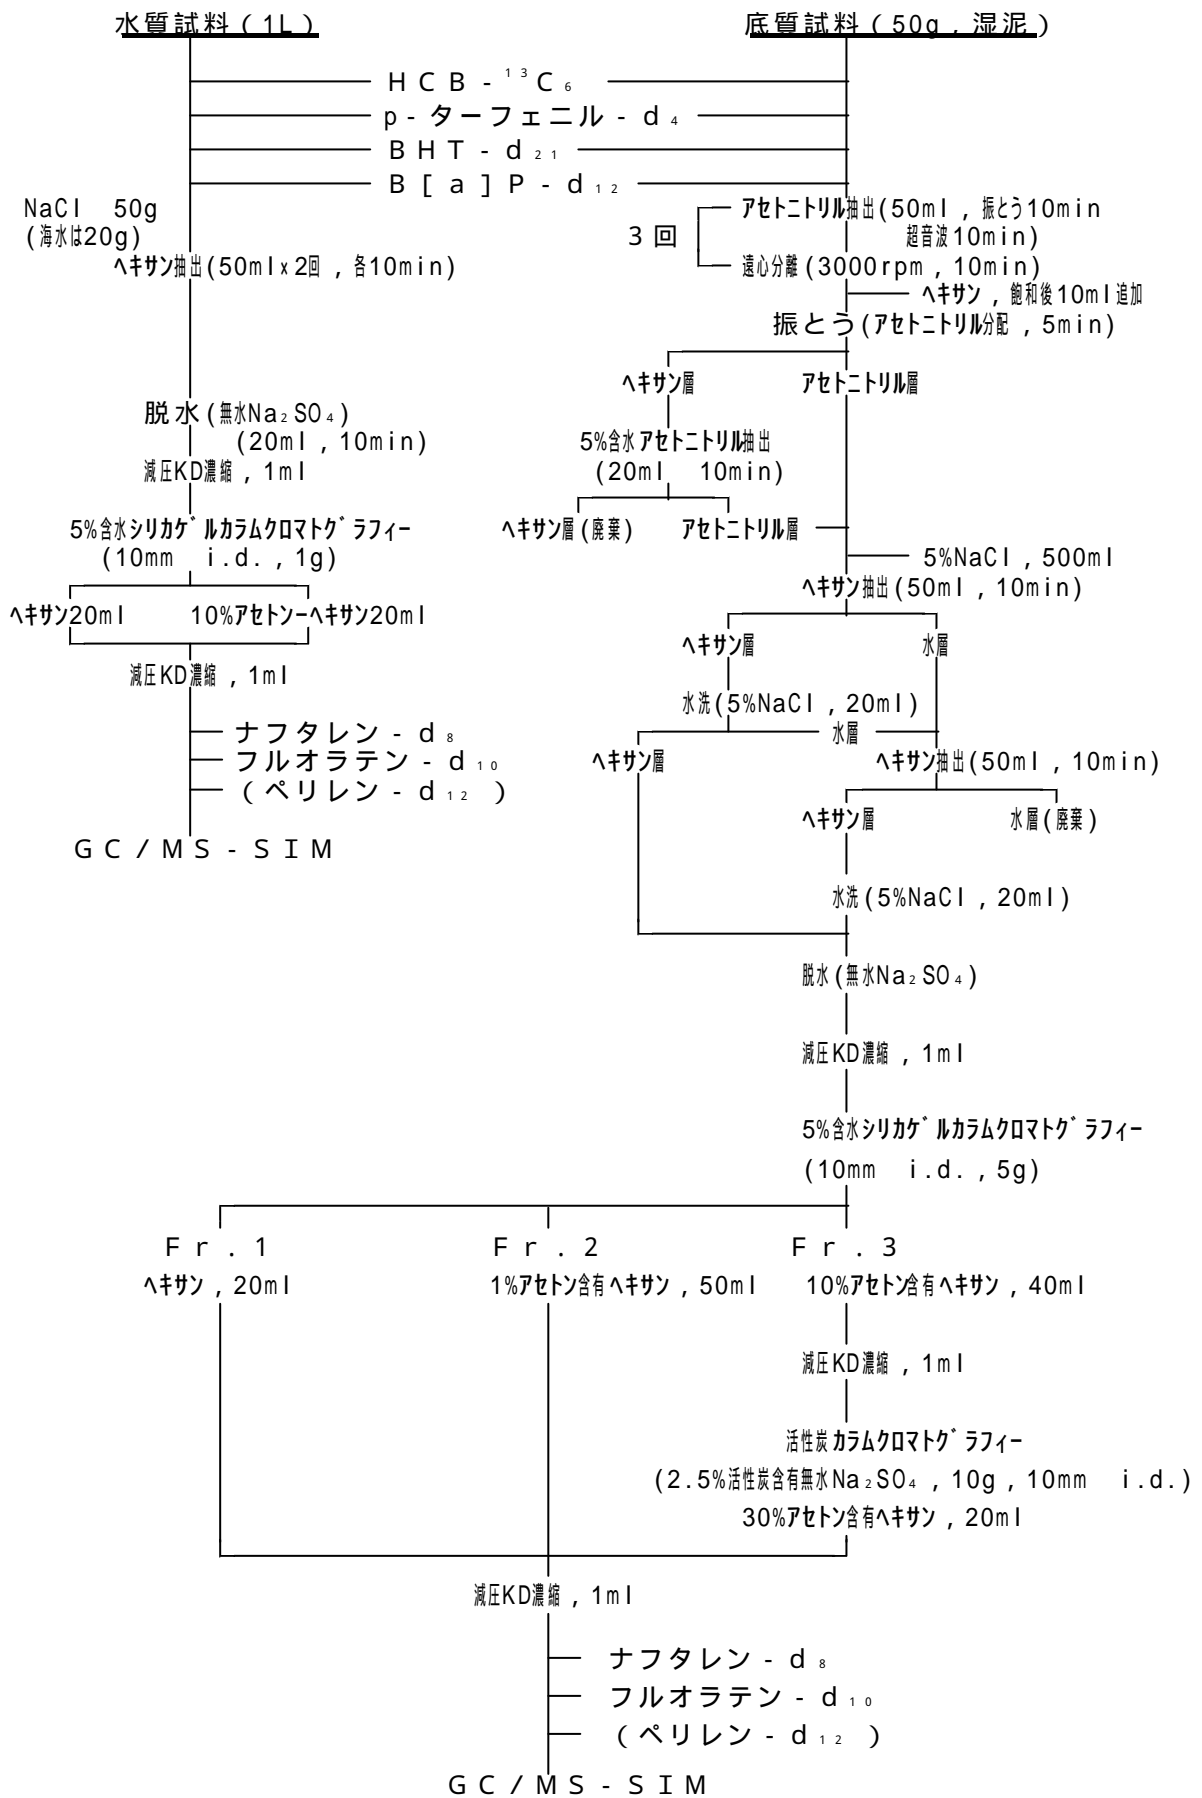 水質試料(1L)
底質試料(50g,湿泥)
HCB-¹³C₆
p-ターフェニル-d₄
BHT-d₂₁
B[a]P-d₁₂
NaCl 50g
(海水は20g)
ヘキサン抽出(50ml×2回,各10min)
脱水(無水Na₂SO₄)
(20ml,10min)
減圧KD濃縮,1ml
5%含水シリカゲルカラムクロマトグラフィー
(10mm i.d.,1g)
ヘキサン20ml
10%アセトンーヘキサン20ml
減圧KD濃縮,1ml
ナフタレン-d₈
フルオラテン-d₁₀
(ペリレン-d₁₂)
GC/MS-SIM
アセトニトリル抽出(50ml,振とう10min
超音波10min)
3回
遠心分離(3000rpm,10min)
ヘキサン,飽和後10ml追加
振とう(アセトニトリル分配,5min)
ヘキサン層
アセトニトリル層
5%含水アセトニトリル抽出
(20ml 10min)
ヘキサン層(廃棄)
アセトニトリル層
5%NaCl,500ml
ヘキサン抽出(50ml,10min)
ヘキサン層
水層
水洗(5%NaCl,20ml)
水層
ヘキサン層
ヘキサン抽出(50ml,10min)
ヘキサン層
水層(廃棄)
水洗(5%NaCl,20ml)
脱水(無水Na₂SO₄)
減圧KD濃縮,1ml
5%含水シリカゲルカラムクロマトグラフィー
(10mm i.d.,5g)
Fr.1
Fr.2
Fr.3
ヘキサン,20ml
1%アセトン含有ヘキサン,50ml
10%アセトン含有ヘキサン,40ml
減圧KD濃縮,1ml
活性炭カラムクロマトグラフィー
(2.5%活性炭含有無水Na₂SO₄,10g,10mm i.d.)
30%アセトン含有ヘキサン,20ml
減圧KD濃縮,1ml
ナフタレン-d₈
フルオラテン-d₁₀
(ペリレン-d₁₂)
GC/MS-SIM